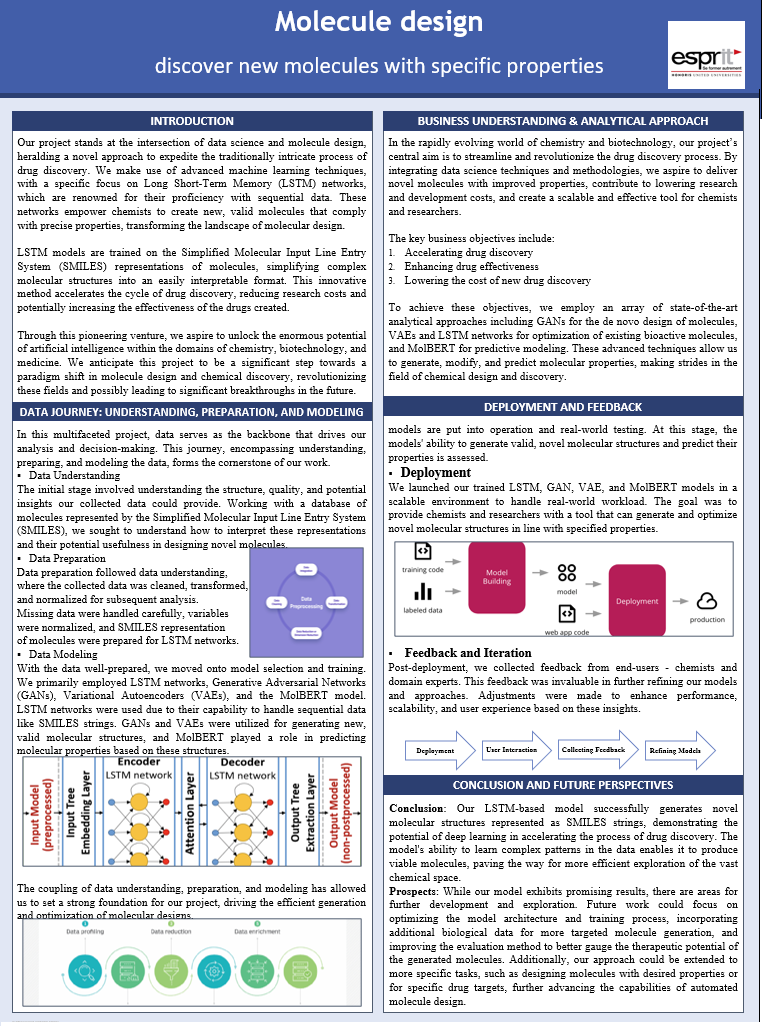 Molecule design
discover new molecules with specific properties
esprit
Se former autrement
HONORIS UNITED UNIVERSITIES
INTRODUCTION
Our project stands at the intersection of data science and molecule design,
heralding a novel approach to expedite the traditionally intricate process of
drug discovery. We make use of advanced machine learning techniques,
with a specific focus on Long Short-Term Memory (LSTM) networks,
which are renowned for their proficiency with sequential data. These
networks empower chemists to create new, valid molecules that comply
with precise properties, transforming the landscape of molecular design.
LSTM models are trained on the Simplified Molecular Input Line Entry
System (SMILES) representations of molecules, simplifying complex
molecular structures into an easily interpretable format. This innovative
method accelerates the cycle of drug discovery, reducing research costs and
potentially increasing the effectiveness of the drugs created.
Through this pioneering venture, we aspire to unlock the enormous potential
of artificial intelligence within the domains of chemistry, biotechnology, and
medicine. We anticipate this project to be a significant step towards a
paradigm shift in molecule design and chemical discovery, revolutionizing
these fields and possibly leading to significant breakthroughs in the future.
DATA JOURNEY: UNDERSTANDING, PREPARATION, AND MODELING
In this multifaceted project, data serves as the backbone that drives our
analysis and decision-making. This journey, encompassing understanding,
preparing, and modeling the data, forms the cornerstone of our work.
▪ Data Understanding
The initial stage involved understanding the structure, quality, and potential
insights our collected data could provide. Working with a database of
molecules represented by the Simplified Molecular Input Line Entry System
(SMILES), we sought to understand how to interpret these representations
and their potential usefulness in designing novel molecules.
▪ Data Preparation
Data preparation followed data understanding,
where the collected data was cleaned, transformed,
and normalized for subsequent analysis.
Missing data were handled carefully, variables
were normalized, and SMILES representation
of molecules were prepared for LSTM networks.
Data
Preprocessing
▪ Data Modeling
With the data well-prepared, we moved onto model selection and training.
We primarily employed LSTM networks, Generative Adversarial Networks
(GANs), Variational Autoencoders (VAEs), and the MolBERT model.
LSTM networks were used due to their capability to handle sequential data
like SMILES strings. GANs and VAEs were utilized for generating new,
valid molecular structures, and MolBERT played a role in predicting
molecular properties based on these structures.
Input Model
(preprocessed)
Input Tree
Embedding Layer
Encoder
LSTM network
Attention Layer
Decoder
LSTM network
Output Tree
Extraction Layer
Output Model
(non-postprocessed)
The coupling of data understanding, preparation, and modeling has allowed
us to set a strong foundation for our project, driving the efficient generation
and optimization of molecular designs.
Data profiling
Data reduction
Data enrichment
BUSINESS UNDERSTANDING & ANALYTICAL APPROACH
In the rapidly evolving world of chemistry and biotechnology, our project's
central aim is to streamline and revolutionize the drug discovery process. By
integrating data science techniques and methodologies, we aspire to deliver
novel molecules with improved properties, contribute to lowering research
and development costs, and create a scalable and effective tool for chemists
and researchers.
The key business objectives include:
1. Accelerating drug discovery
2. Enhancing drug effectiveness
3. Lowering the cost of new drug discovery
To achieve these objectives, we employ an array of state-of-the-art
analytical approaches including GANs for the de novo design of molecules,
VAEs and LSTM networks for optimization of existing bioactive molecules,
and MolBERT for predictive modeling. These advanced techniques allow us
to generate, modify, and predict molecular properties, making strides in the
field of chemical design and discovery.
DEPLOYMENT AND FEEDBACK
models are put into operation and real-world testing. At this stage, the
models' ability to generate valid, novel molecular structures and predict their
properties is assessed.
▪ Deployment
We launched our trained LSTM, GAN, VAE, and MolBERT models in a
scalable environment to handle real-world workload. The goal was to
provide chemists and researchers with a tool that can generate and optimize
novel molecular structures in line with specified properties.
training code
labeled data
Model
Building
model
web app code
Deployment
production
▪ Feedback and Iteration
Post-deployment, we collected feedback from end-users - chemists and
domain experts. This feedback was invaluable in further refining our models
and approaches. Adjustments were made to enhance performance,
scalability, and user experience based on these insights.
Deployment
User Interaction
Collecting Feedback
Refining Models
CONCLUSION AND FUTURE PERSPECTIVES
Conclusion: Our LSTM-based model successfully generates novel
molecular structures represented as SMILES strings, demonstrating the
potential of deep learning in accelerating the process of drug discovery. The
model's ability to learn complex patterns in the data enables it to produce
viable molecules, paving the way for more efficient exploration of the vast
chemical space.
Prospects: While our model exhibits promising results, there are areas for
further development and exploration. Future work could focus on
optimizing the model architecture and training process, incorporating
additional biological data for more targeted molecule generation, and
improving the evaluation method to better gauge the therapeutic potential of
the generated molecules. Additionally, our approach could be extended to
more specific tasks, such as designing molecules with desired properties or
for specific drug targets, further advancing the capabilities of automated
molecule design.